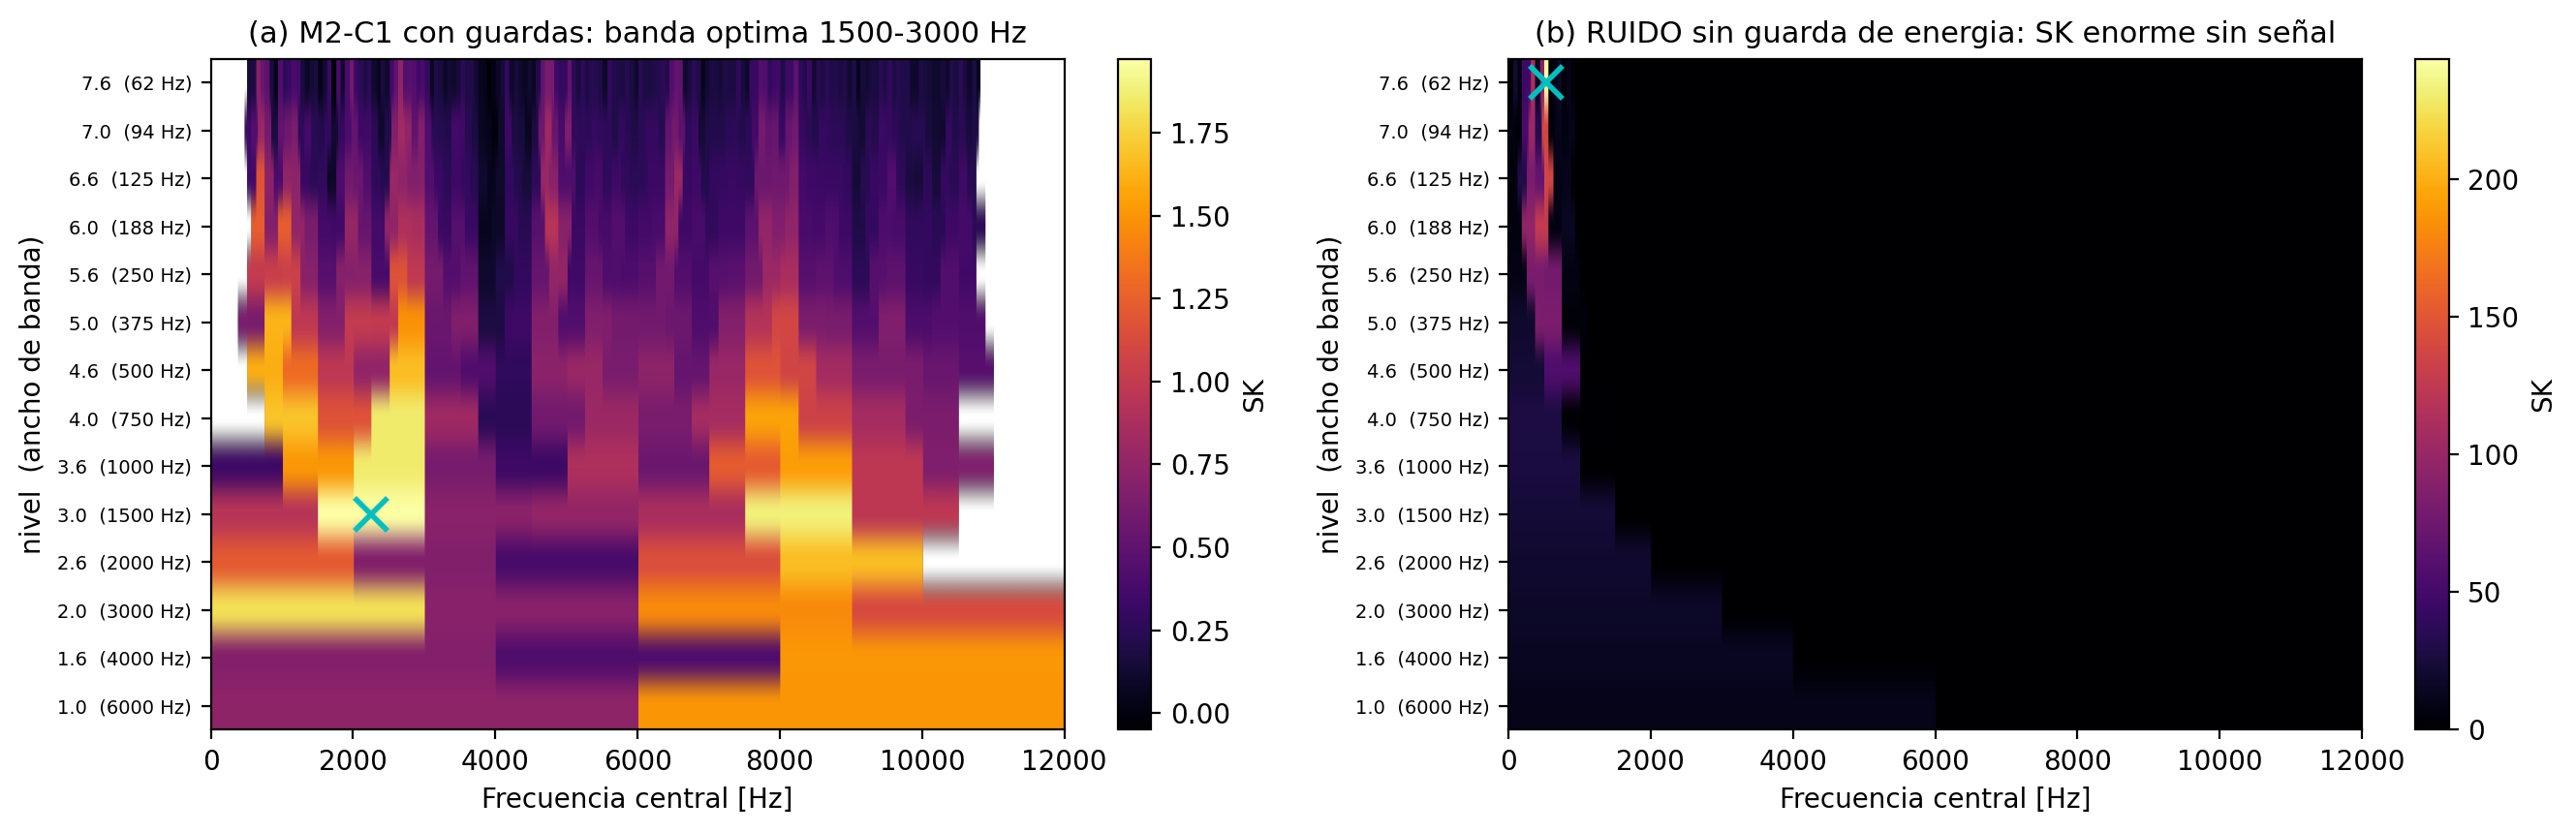 (a) M2-C1 con guardas: banda optima 1500-3000 Hz
nivel (ancho de banda)
7.6 (62 Hz)
7.0 (94 Hz)
6.6 (125 Hz)
6.0 (188 Hz)
5.6 (250 Hz)
5.0 (375 Hz)
4.6 (500 Hz)
4.0 (750 Hz)
3.6 (1000 Hz)
3.0 (1500 Hz)
2.6 (2000 Hz)
2.0 (3000 Hz)
1.6 (4000 Hz)
1.0 (6000 Hz)
0 2000 4000 6000 8000 10000 12000
Frecuencia central [Hz]
1.75
1.50
1.25
1.00
0.75
0.50
0.25
0.00
SK
(b) RUIDO sin guarda de energia: SK enorme sin señal
nivel (ancho de banda)
7.6 (62 Hz)
7.0 (94 Hz)
6.6 (125 Hz)
6.0 (188 Hz)
5.6 (250 Hz)
5.0 (375 Hz)
4.6 (500 Hz)
4.0 (750 Hz)
3.6 (1000 Hz)
3.0 (1500 Hz)
2.6 (2000 Hz)
2.0 (3000 Hz)
1.6 (4000 Hz)
1.0 (6000 Hz)
0 2000 4000 6000 8000 10000 12000
Frecuencia central [Hz]
200
150
100
50
0
SK